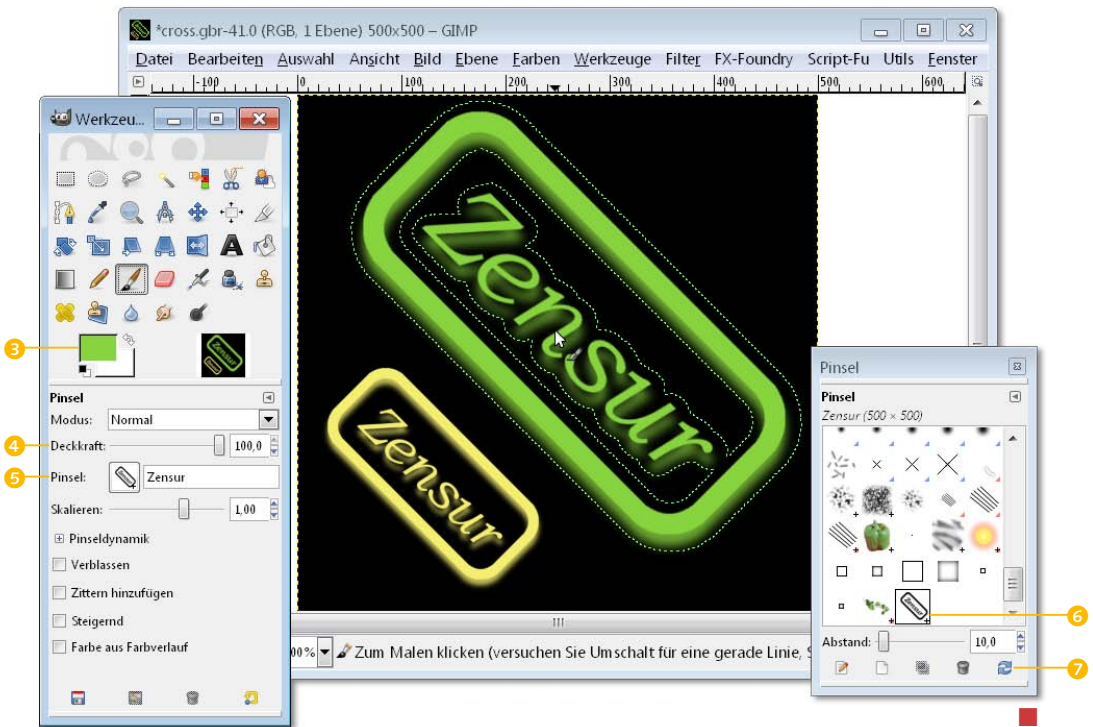 *cross.gbr-41.0 (RGB, 1 Ebene) 500x500 – GIMP
Datei Bearbeiten Auswahl Ansicht Bild Ebene Farben Werkzeuge Filter FX-Foundry Script-Fu Utils Fenster
-100 0 100 200 300 400 500 600
Werkzeu...
Zensur
Zensur
3
Zensur
Zensur
Pinsel
Modus: Normal
4 Deckkraft: 100,0
5 Pinsel: Zensur
Skalieren: 1,00
Pinseldynamik
Verblassen
Zittern hinzufügen
Steigernd
Farbe aus Farbverlauf
00% Zum Malen klicken (versuchen Sie Umschalt für eine gerade Linie, S
Pinsel
Pinsel
Zensur (500 × 500)
Zensur
6
Abstand: 10,0
7